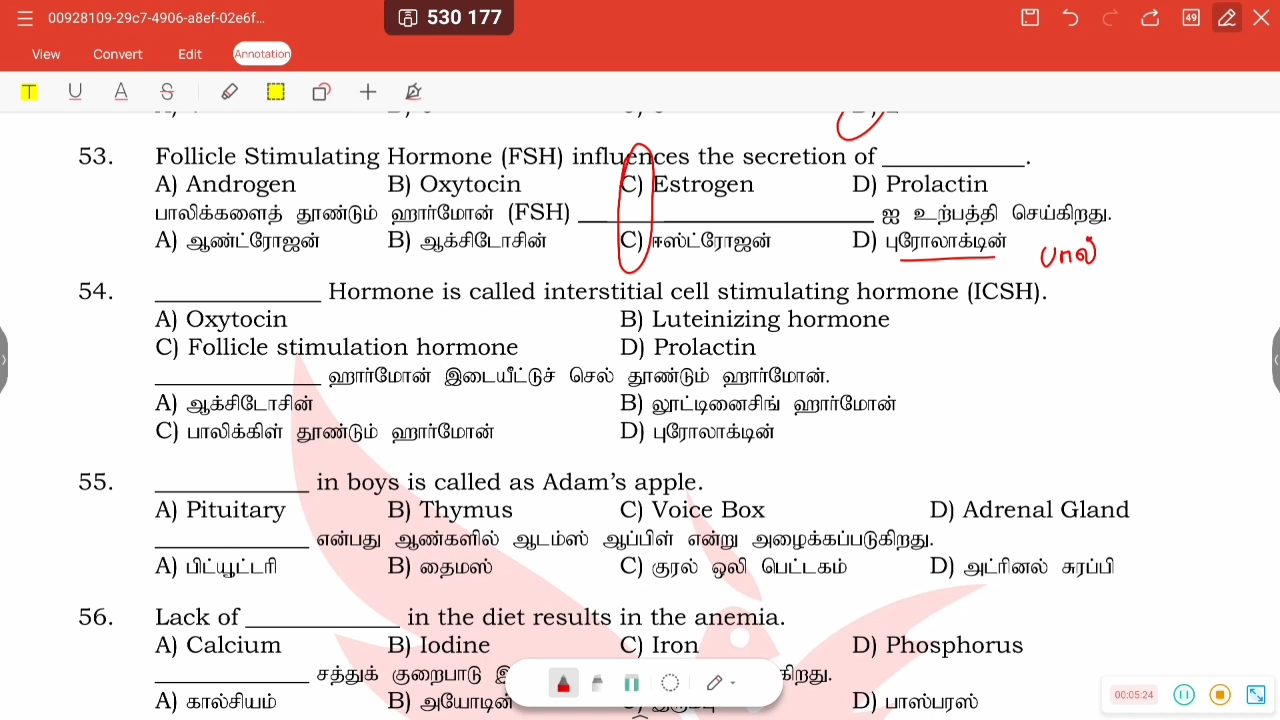 00928109-29c7-4906-a8ef-02e6f...
530 177
49
View Convert Edit Annotation
53. Follicle Stimulating Hormone (FSH) influences the secretion of ___________.
A) Androgen B) Oxytocin C) Estrogen D) Prolactin
பாலிக்களைத் தூண்டும் ஹார்மோன் (FSH) _______________________ ஐ உற்பத்தி செய்கிறது.
A) ஆண்ட்ரோஜன் B) ஆக்சிடோசின் C) ஈஸ்ட்ரோஜன் D) புரோலாக்டின்
பால்
54. _____________ Hormone is called interstitial cell stimulating hormone (ICSH).
A) Oxytocin B) Luteinizing hormone
C) Follicle stimulation hormone D) Prolactin
_____________ ஹார்மோன் இடையீட்டுச் செல் தூண்டும் ஹார்மோன்.
A) ஆக்சிடோசின் B) லூட்டினைசிங் ஹார்மோன்
C) பாலிக்கிள் தூண்டும் ஹார்மோன் D) புரோலாக்டின்
55. ____________ in boys is called as Adam's apple.
A) Pituitary B) Thymus C) Voice Box D) Adrenal Gland
____________ என்பது ஆண்களில் ஆடம்ஸ் ஆப்பிள் என்று அழைக்கப்படுகிறது.
A) பிட்யூட்டரி B) தைமஸ் C) குரல் ஒலி பெட்டகம் D) அட்ரினல் சுரப்பி
56. Lack of ____________ in the diet results in the anemia.
A) Calcium B) Iodine C) Iron D) Phosphorus
____________ சத்துக் குறைபாடு
A) கால்சியம் B) அயோடின் D) பாஸ்பரஸ்
00:05:24